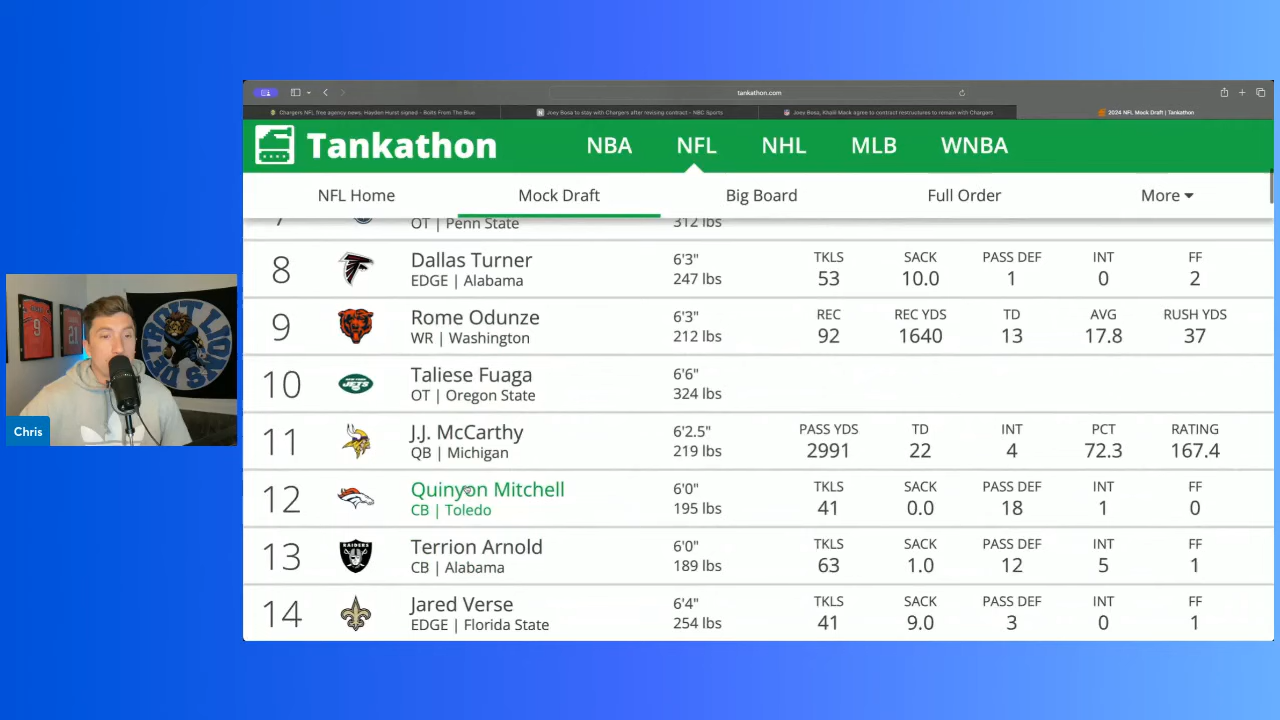 tankathon.com
Chargers NFL free agency news: Hayden Hurst signed - Bolts From The Blue
Joey Bosa to stay with Chargers after revising contract - NBC Sports
Joey Bosa, Khalil Mack agree to contract restructures to remain with Chargers
2024 NFL Mock Draft | Tankathon
Tankathon NBA NFL NHL MLB WNBA
NFL Home Mock Draft Big Board Full Order More
7 OT | Penn State 312 lbs
8 Dallas Turner 6'3" TKLS SACK PASS DEF INT FF
EDGE | Alabama 247 lbs 53 10.0 1 0 2
9 Rome Odunze 6'3" REC REC YDS TD AVG RUSH YDS
WR | Washington 212 lbs 92 1640 13 17.8 37
10 Taliese Fuaga 6'6"
OT | Oregon State 324 lbs
11 J.J. McCarthy 6'2.5" PASS YDS TD INT PCT RATING
QB | Michigan 219 lbs 2991 22 4 72.3 167.4
12 Quinyon Mitchell 6'0" TKLS SACK PASS DEF INT FF
CB | Toledo 195 lbs 41 0.0 18 1 0
13 RAIDERS Terrion Arnold 6'0" TKLS SACK PASS DEF INT FF
CB | Alabama 189 lbs 63 1.0 12 5 1
14 Jared Verse 6'4" TKLS SACK PASS DEF INT FF
EDGE | Florida State 254 lbs 41 9.0 3 0 1
9
21
DETROIT LIONS
Chris